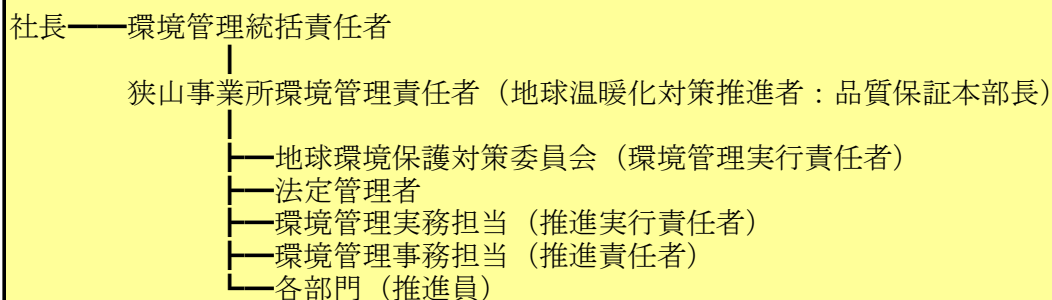 社長━━環境管理統括責任者
┃
狭山事業所環境管理責任者（地球温暖化対策推進者：品質保証本部長）
┃
┣━地球環境保護対策委員会（環境管理実行責任者）
┣━法定管理者
┣━環境管理実務担当（推進実行責任者）
┣━環境管理事務担当（推進責任者）
┗━各部門（推進員）